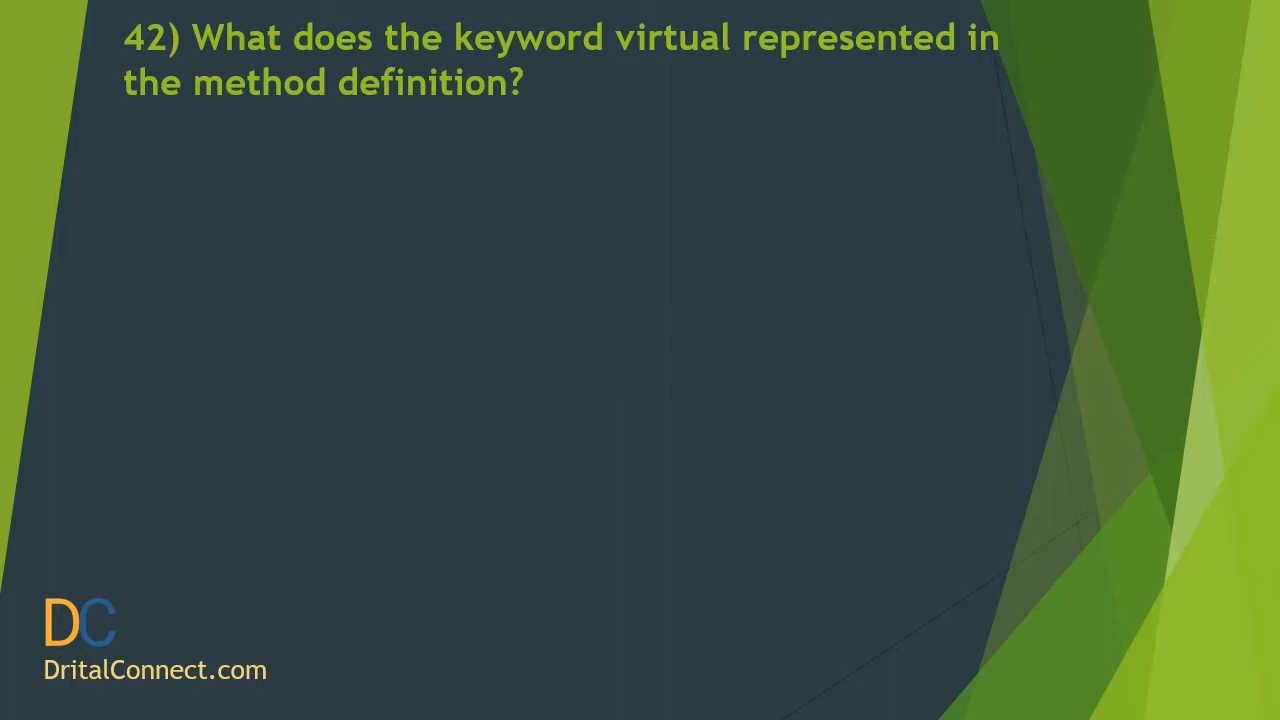 42) What does the keyword virtual represented in
the method definition?
DC
DritalConnect.com